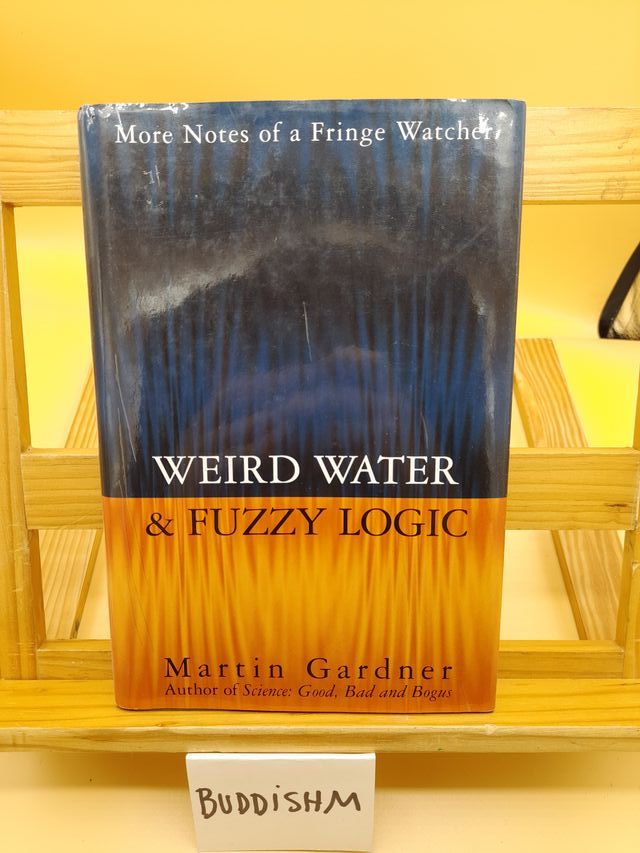 More Notes of a Fringe Watcher
WEIRD WATER
& FUZZY LOGIC
Martin Gardner
Author of Science: Good, Bad and Bogus
BUDDISHM